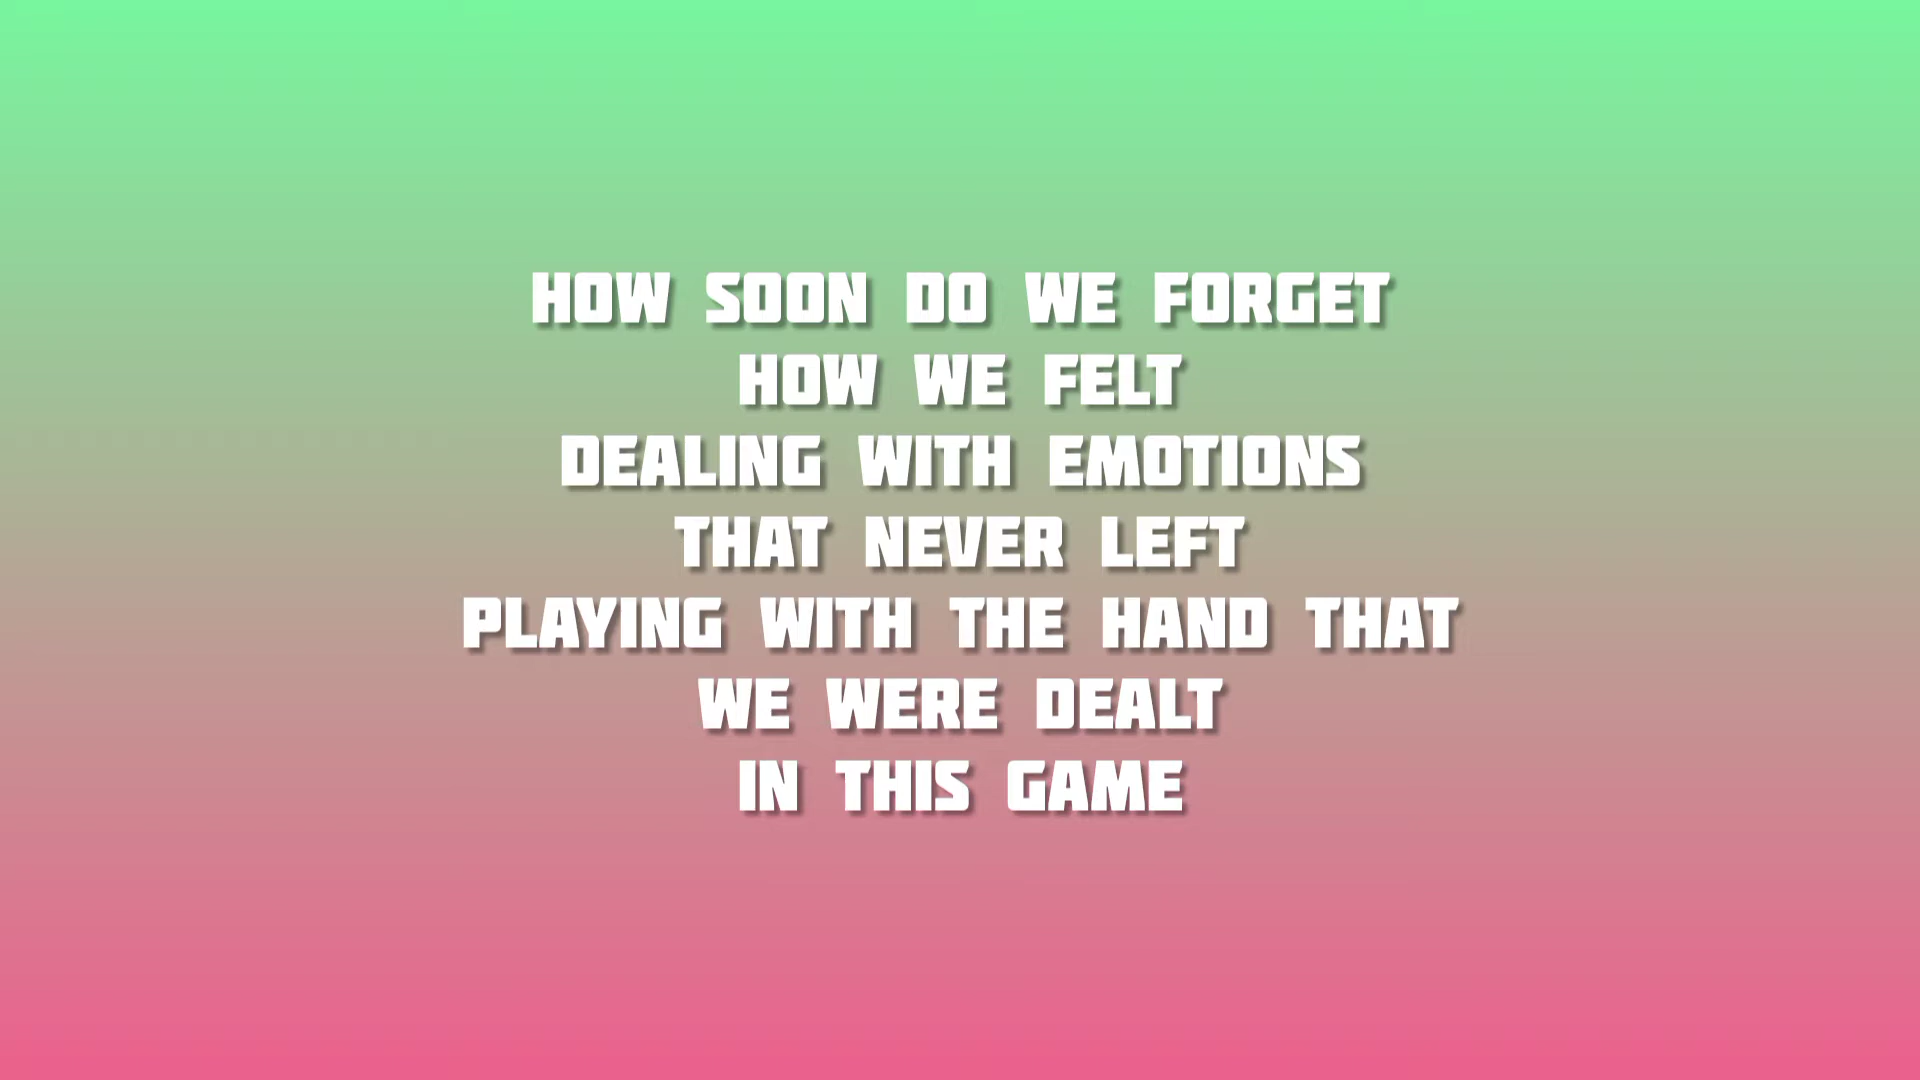 HOW SOON DO WE FORGET
HOW WE FELT
DEALING WITH EMOTIONS
THAT NEVER LEFT
PLAYING WITH THE HAND THAT
WE WERE DEALT
IN THIS GAME